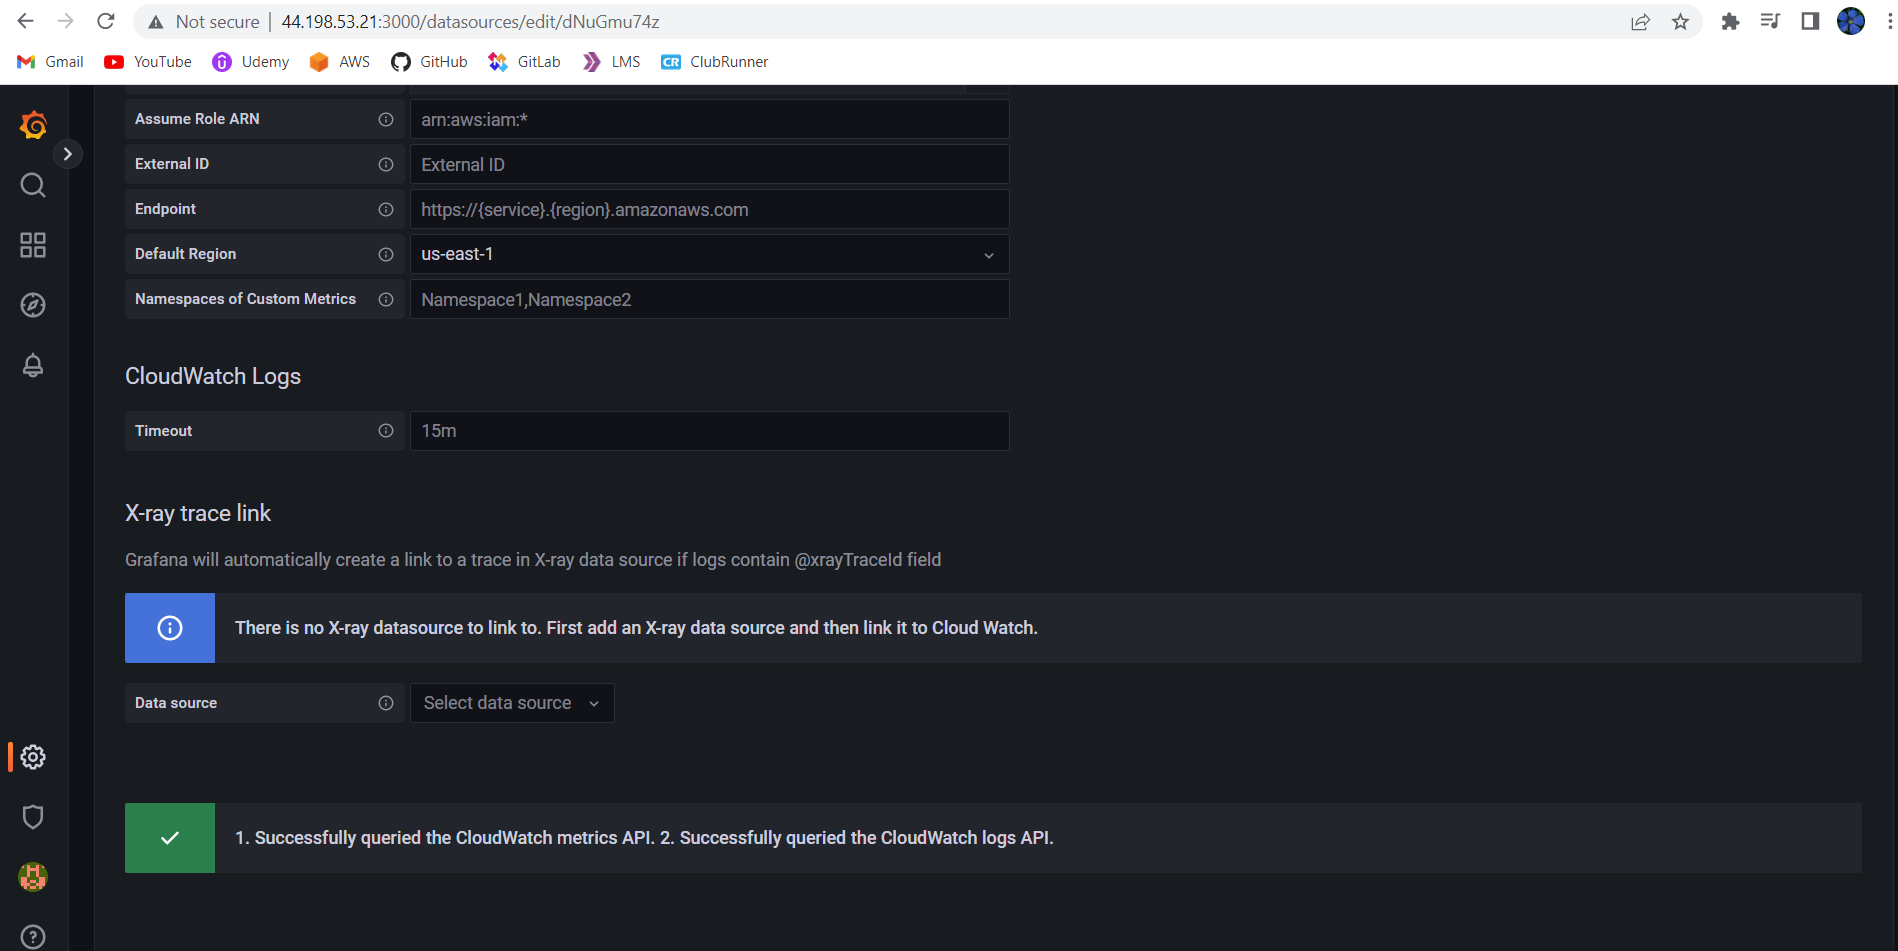 Not secure 44.198.53.21:3000/datasources/edit/dNuGmu74z
Gmail YouTube Udemy AWS GitHub GitLab LMS CR ClubRunner
Assume Role ARN arn:aws:iam:*
External ID External ID
Endpoint https://{service}.{region}.amazonaws.com
Default Region us-east-1
Namespaces of Custom Metrics Namespace1,Namespace2
CloudWatch Logs
Timeout 15m
X-ray trace link
Grafana will automatically create a link to a trace in X-ray data source if logs contain @xrayTraceId field
There is no X-ray datasource to link to. First add an X-ray data source and then link it to Cloud Watch.
Data source Select data source
1. Successfully queried the CloudWatch metrics API. 2. Successfully queried the CloudWatch logs API.